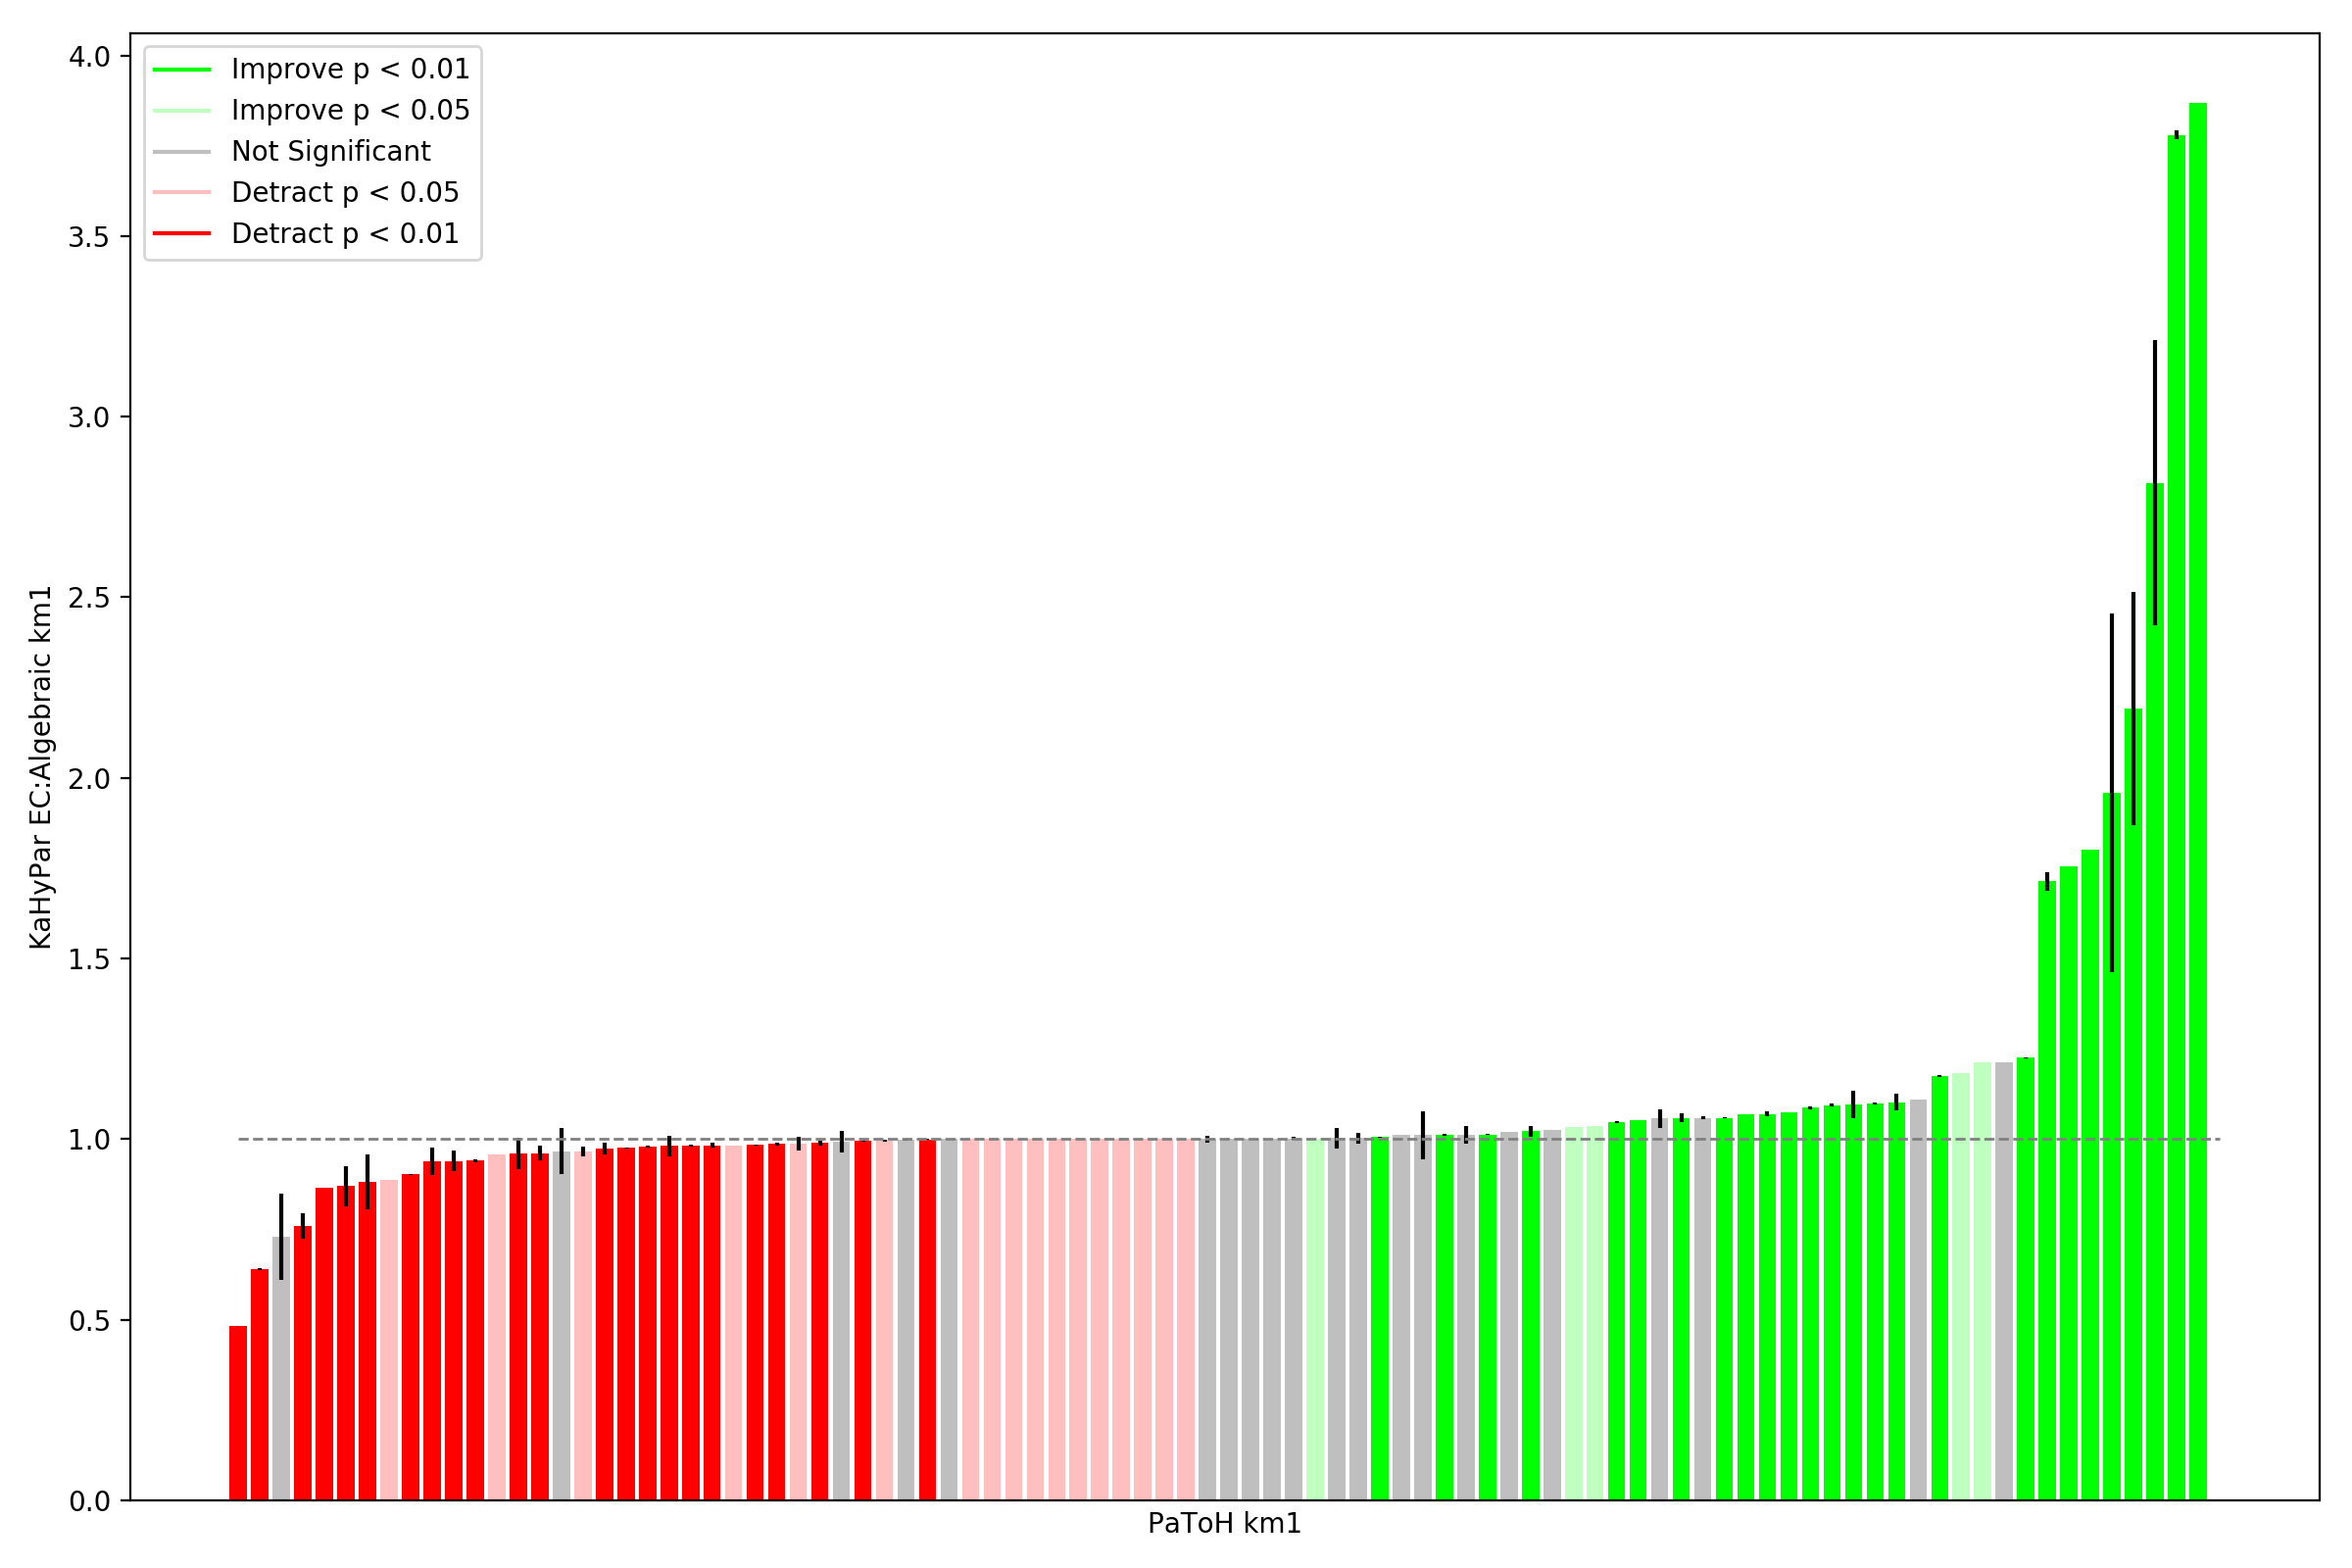 Improve p < 0.01
Improve p < 0.05
Not Significant
Detract p < 0.05
Detract p < 0.01
4.0
3.5
3.0
2.5
2.0
1.5
1.0
0.5
0.0
KaHyPar EC:Algebraic km1
PaToH km1